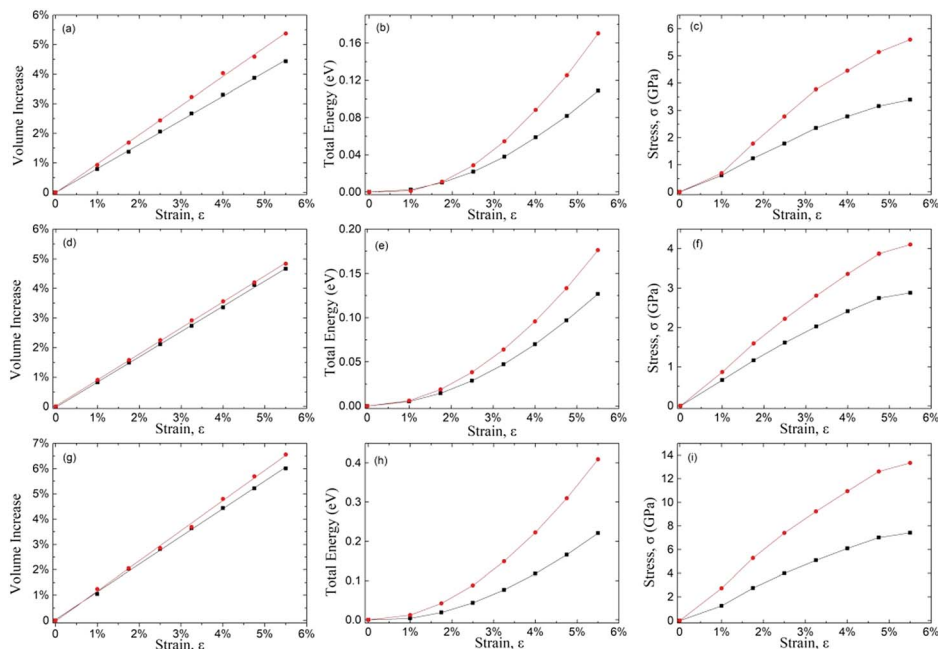 (a)
Volume Increase
6%
5%
4%
3%
2%
1%
0
0 1% 2% 3% 4% 5% 6%
Strain, ε
(b)
Total Energy (eV)
0.16
0.12
0.08
0.04
0.00
0 1% 2% 3% 4% 5% 6%
Strain, ε
(c)
Stress, σ (GPa)
6
5
4
3
2
1
0
0 1% 2% 3% 4% 5% 6%
Strain, ε
(d)
Volume Increase
6%
5%
4%
3%
2%
1%
0
0 1% 2% 3% 4% 5% 6%
Strain, ε
(e)
Total Energy (eV)
0.20
0.15
0.10
0.05
0.00
0 1% 2% 3% 4% 5% 6%
Strain, ε
(f)
Stress, σ (GPa)
4
3
2
1
0
0 1% 2% 3% 4% 5% 6%
Strain, ε
(g)
Volume Increase
7%
6%
5%
4%
3%
2%
1%
0
0 1% 2% 3% 4% 5% 6%
Strain, ε
(h)
Total Energy (eV)
0.4
0.3
0.2
0.1
0.0
0 1% 2% 3% 4% 5% 6%
Strain, ε
(i)
Stress, σ (GPa)
14
12
10
8
6
4
2
0
0 1% 2% 3% 4% 5% 6%
Strain, ε